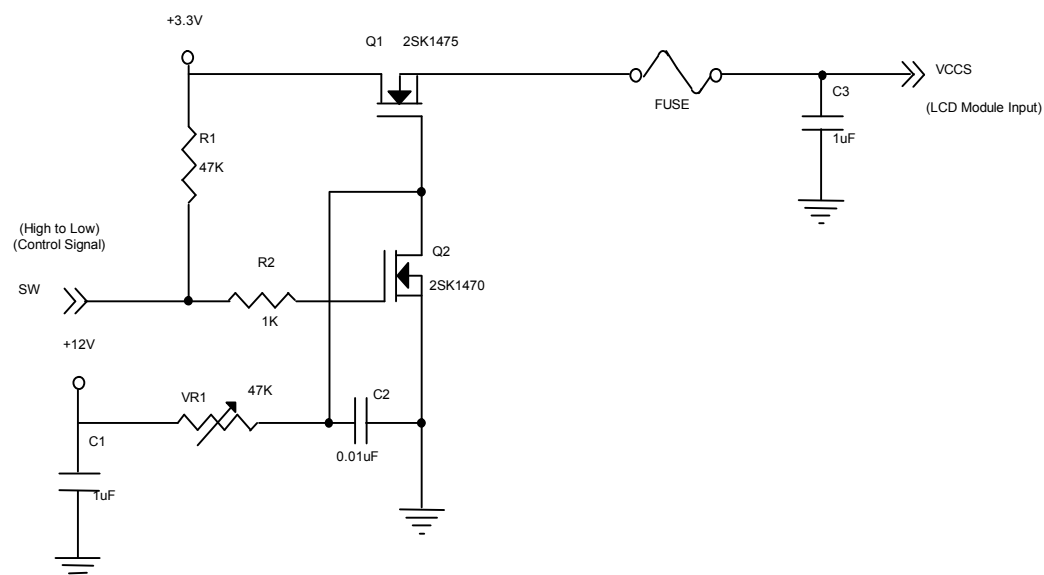 +3.3V
Q1 2SK1475
VCCS
FUSE
C3
(LCD Module Input)
R1
1uF
47K
(High to Low)
(Control Signal)
Q2
R2
SW
2SK1470
1K
+12V
VR1
47K
C2
C1
0.01uF
1uF